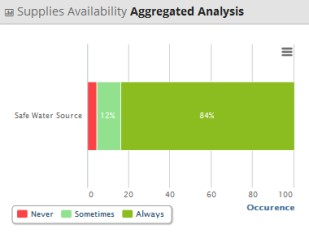 Supplies Availability Aggregated Analysis
Safe Water Source
12%
84%
0 20 40 60 80 100
Occurence
Never Sometimes Always